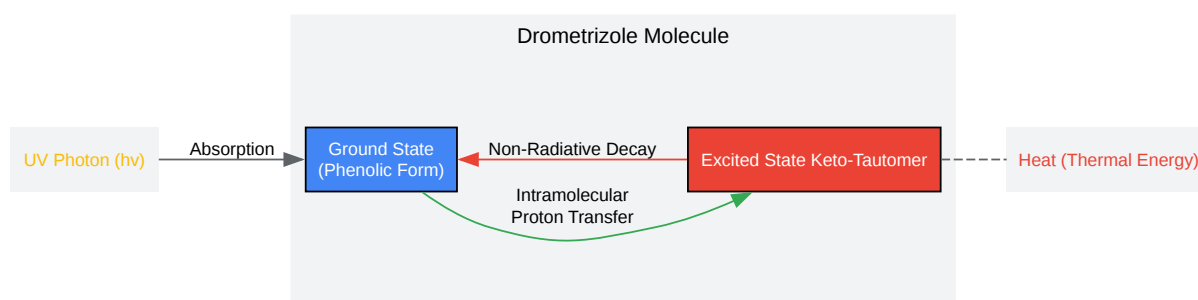 Drometrizole Molecule
UV Photon (hv)
Absorption
Ground State
(Phenolic Form)
Non-Radiative Decay
Excited State Keto-Tautomer
Heat (Thermal Energy)
Intramolecular
Proton Transfer